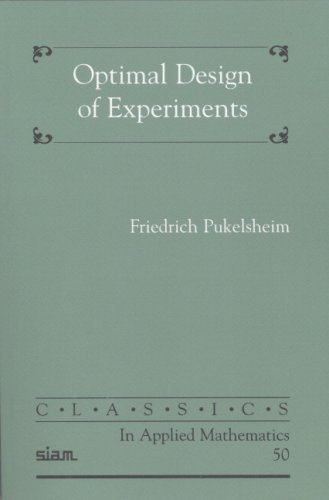 Optimal Design
of Experiments
Friedrich Pukelsheim
C•L•A•S•S•I•C•S
In Applied Mathematics
siam
50